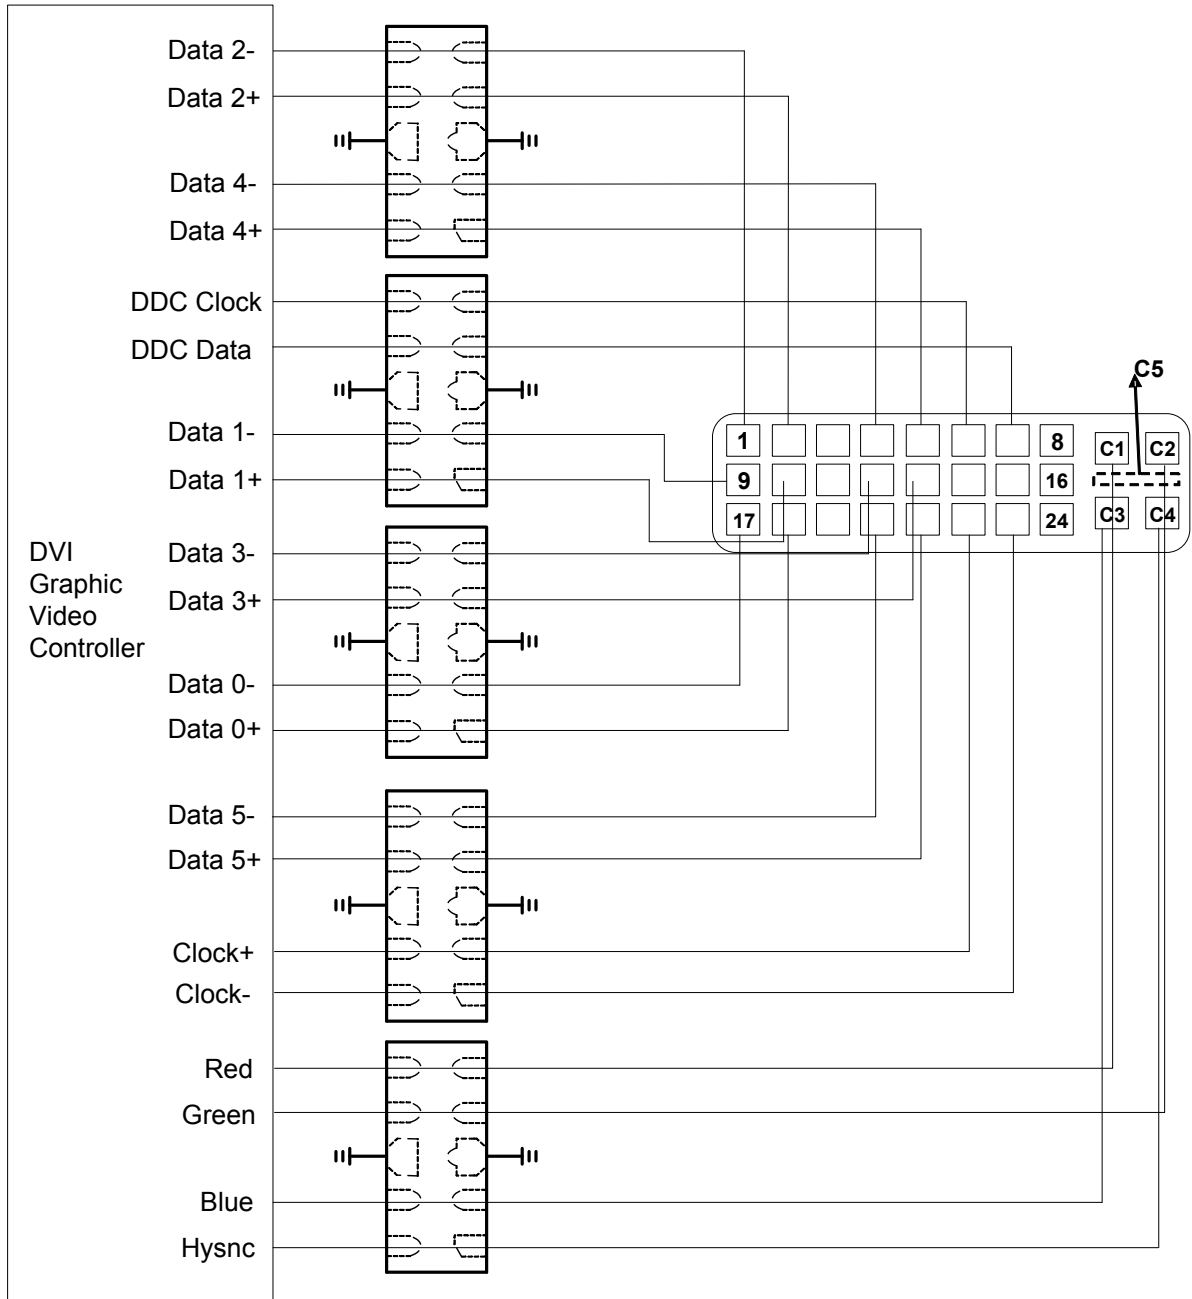 Data 2-
Data 2+
Data 4-
Data 4+
DDC Clock
DDC Data
Data 1-
Data 1+
DVI
Graphic
Video
Controller
Data 3-
Data 3+
Data 0-
Data 0+
Data 5-
Data 5+
Clock+
Clock-
Red
Green
Blue
Hysnc
C5
1 8 C1 C2
9 16
17 24 C3 C4